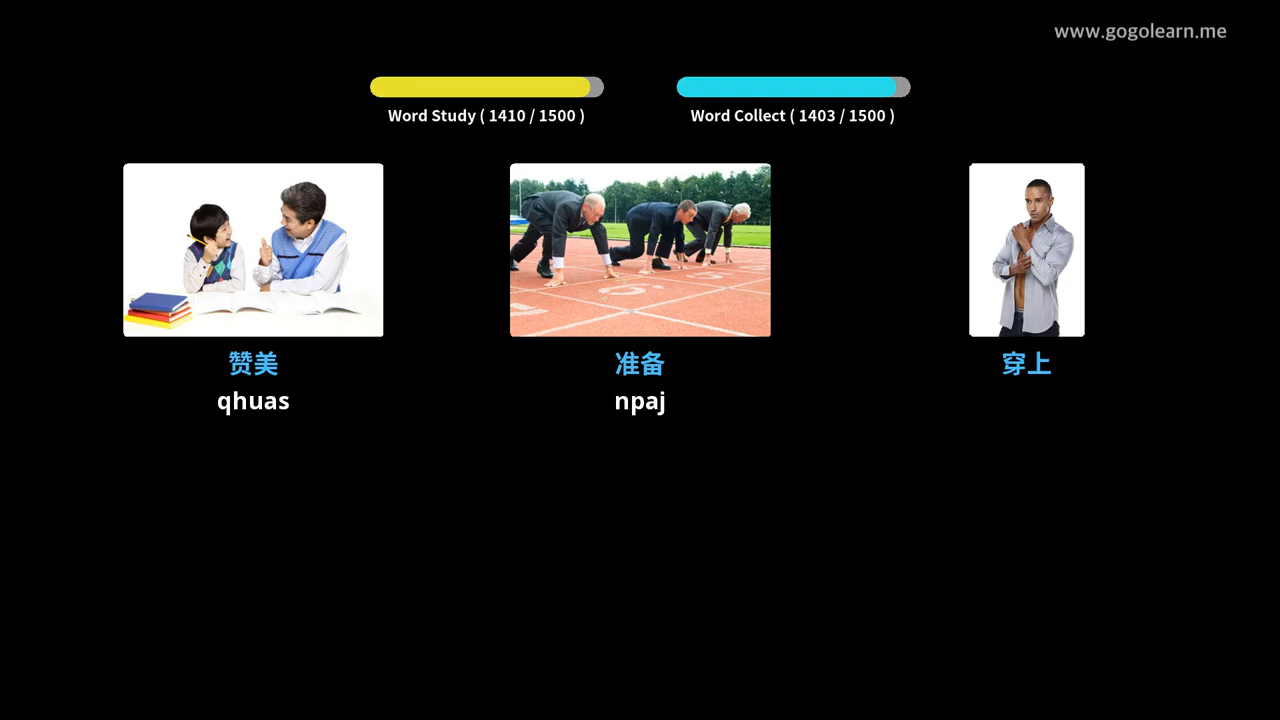 www.gogolearn.me
Word Study ( 1410 / 1500 )
Word Collect ( 1403 / 1500 )
赞美
qhuas
准备
npaj
穿上